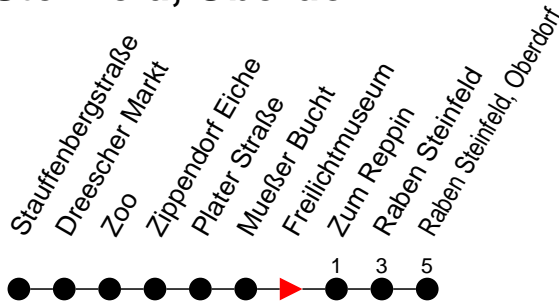 Stauffenbergstraße
Dreescher Markt
Zoo
Zippendorf Eiche
Plater Straße
Mueßer Bucht
Freilichtmuseum
Zum Reppin
Raben Steinfeld
Raben Steinfeld, Oberdorf
1 3 5